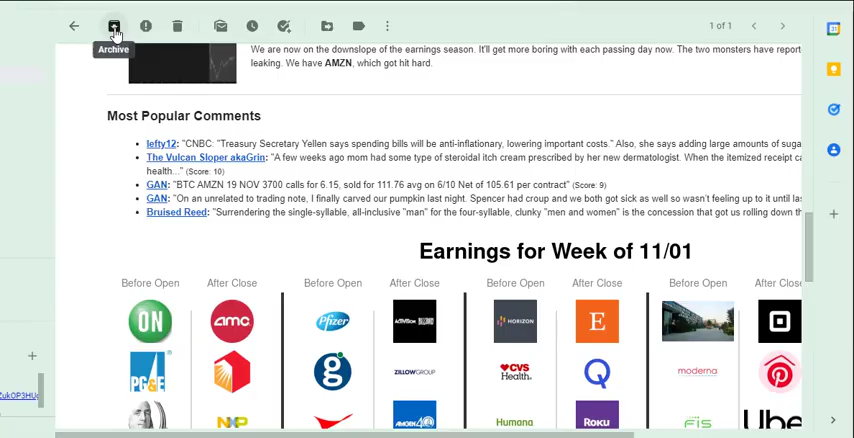 1 of 1
Archive
We are now on the downslope of the earnings season. It'll get more boring with each passing day now. The two monsters have report
leaking. We have AMZN, which got hit hard.
Most Popular Comments
lefty12: "CNBC: "Treasury Secretary Yellen says spending bills will be anti-inflationary, lowering important costs." Also, she says adding large amounts of suga
The Vulcan Sloper akaGrin: "A few weeks ago mom had some type of steroidal itch cream prescribed by her new dermatologist. When the itemized receipt ca
health..." (Score: 10)
GAN: "BTC AMZN 19 NOV 3700 calls for 6.15, sold for 111.76 avg on 6/10 Net of 105.61 per contract" (Score: 9)
GAN: "On an unrelated to trading note, I finally carved our pumpkin last night. Spencer had croup and we both got sick as well so wasn't feeling up to it until las
Bruised Reed: "Surrendering the single-syllable, all-inclusive "man" for the four-syllable, clunky "men and women" is the concession that got us rolling down th
Earnings for Week of 11/01
Before Open After Close Before Open After Close Before Open After Close Before Open After Close
ON amc Pfizer ACTIVISION BLIZZARD HORIZON E
PG&E g ZILLOWGROUP CVS Health. Q moderna
NXP AMGEN 40 Humana Roku FIS Uber
ZukOP3HUg
31